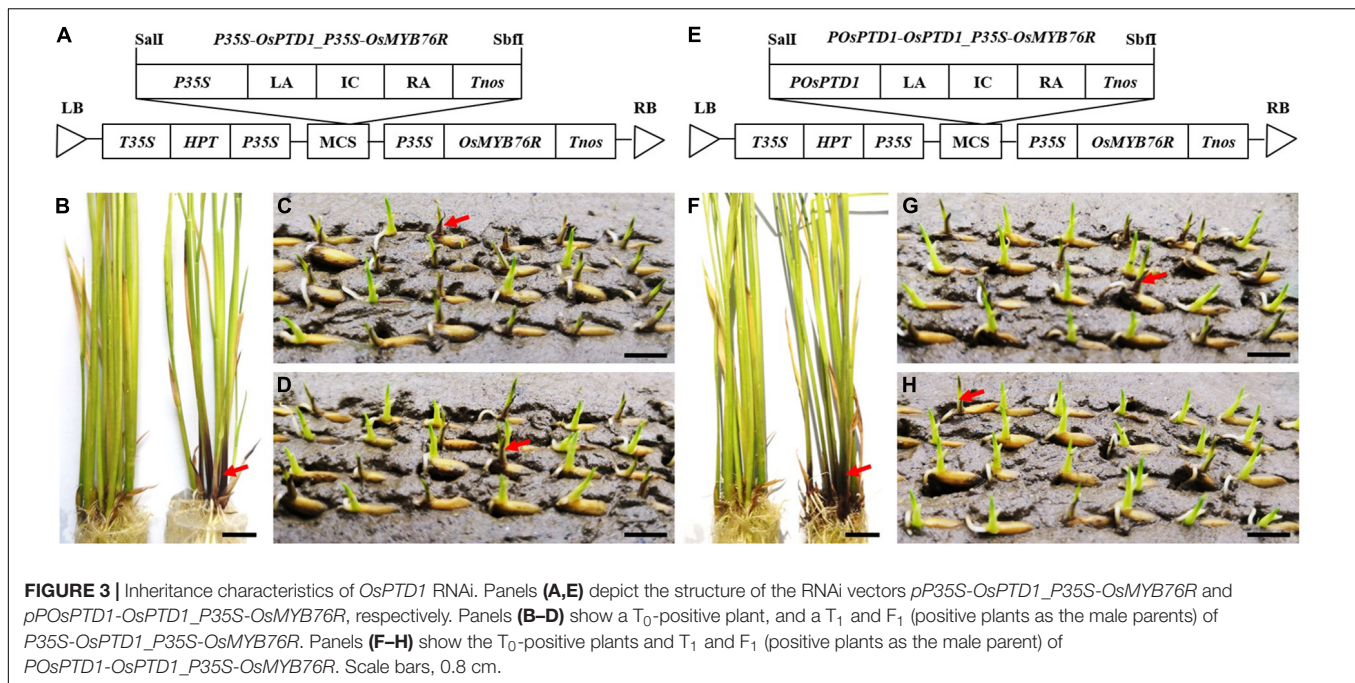 A
P35S-OsPTD1_P35S-OsMYB76R
SalI SbfI
P35S LA IC RA Tnos
LB RB
T35S HPT P35S MCS P35S OsMYB76R Tnos
E
POsPTD1-OsPTD1_P35S-OsMYB76R
SalI SbfI
POsPTD1 LA IC RA Tnos
LB RB
T35S HPT P35S MCS P35S OsMYB76R Tnos
B
C
D
F
G
H
FIGURE 3 | Inheritance characteristics of OsPTD1 RNAi. Panels (A,E) depict the structure of the RNAi vectors pP35S-OsPTD1_P35S-OsMYB76R and
pPOsPTD1-OsPTD1_P35S-OsMYB76R, respectively. Panels (B–D) show a T0-positive plant, and a T1 and F1 (positive plants as the male parents) of
P35S-OsPTD1_P35S-OsMYB76R. Panels (F–H) show the T0-positive plants and T1 and F1 (positive plants as the male parent) of
POsPTD1-OsPTD1_P35S-OsMYB76R. Scale bars, 0.8 cm.